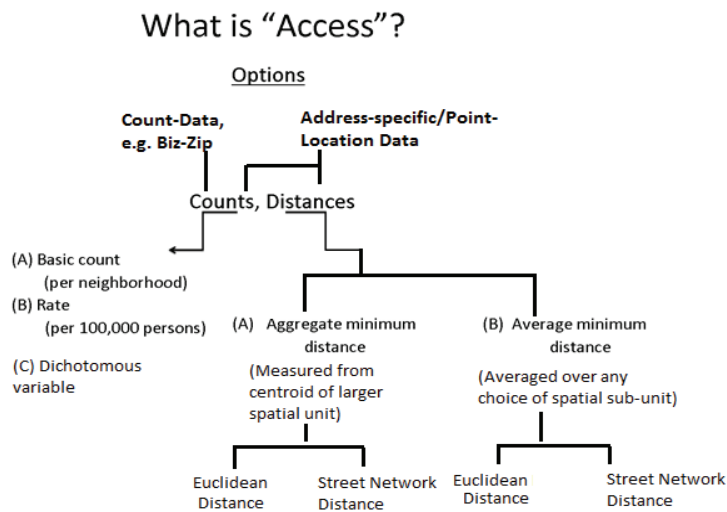 What is “Access”?
Options
Count-Data,
e.g. Biz-Zip
Address-specific/Point-
Location Data
Counts, Distances
(A) Basic count
(per neighborhood)
(B) Rate
(per 100,000 persons)
(C) Dichotomous
variable
(A) Aggregate minimum
distance
(Measured from
centroid of larger
spatial unit)
Euclidean
Distance
Street Network
Distance
(B) Average minimum
distance
(Averaged over any
choice of spatial sub-unit)
Euclidean
Distance
Street Network
Distance